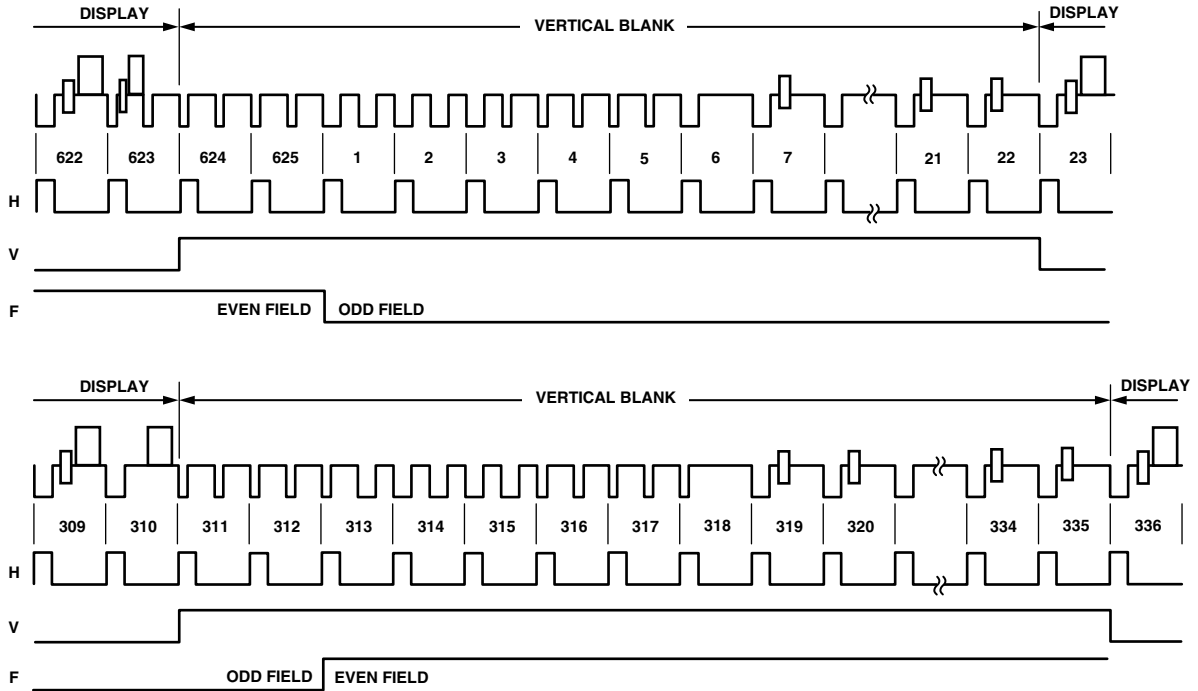 DISPLAY VERTICAL BLANK DISPLAY
622 623 624 625 1 2 3 4 5 6 7 21 22 23
H
V
F EVEN FIELD ODD FIELD
DISPLAY VERTICAL BLANK DISPLAY
309 310 311 312 313 314 315 316 317 318 319 320 334 335 336
H
V
F ODD FIELD EVEN FIELD